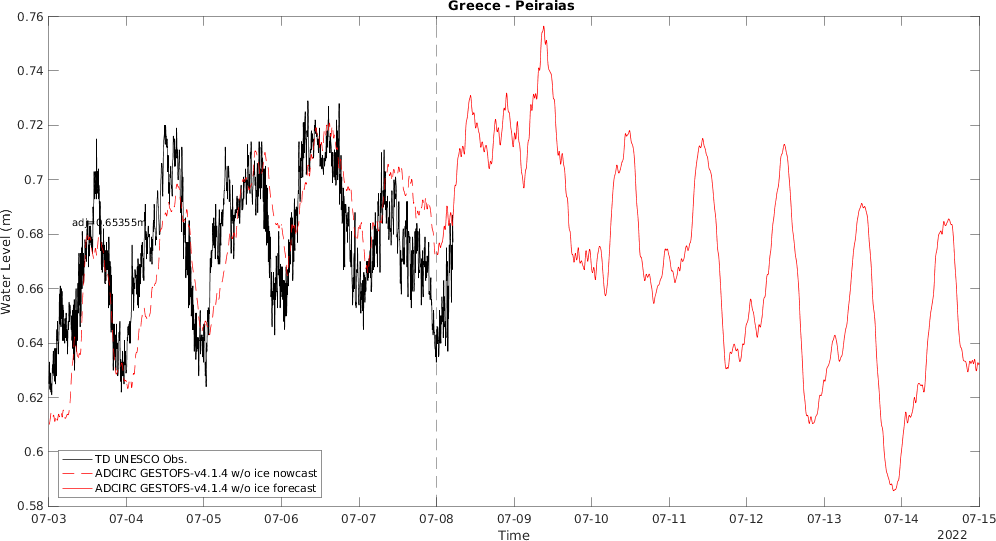 Greece - Peiraias
0.76
0.74
0.72
0.7
0.68
0.66
0.64
0.62
0.6
0.58
Water Level (m)
adj=0.65355m
TD UNESCO Obs.
ADCIRC GESTOFS-v4.1.4 w/o ice nowcast
ADCIRC GESTOFS-v4.1.4 w/o ice forecast
07-03 07-04 07-05 07-06 07-07 07-08 07-09 07-10 07-11 07-12 07-13 07-14 07-15
Time
2022